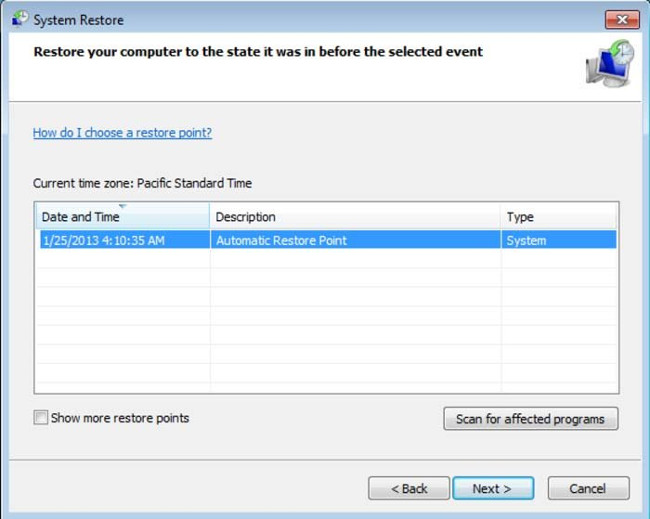 System Restore
Restore your computer to the state it was in before the selected event
How do I choose a restore point?
Current time zone: Pacific Standard Time
Date and Time Description Type
1/25/2013 4:10:35 AM Automatic Restore Point System
Show more restore points Scan for affected programs
< Back Next > Cancel